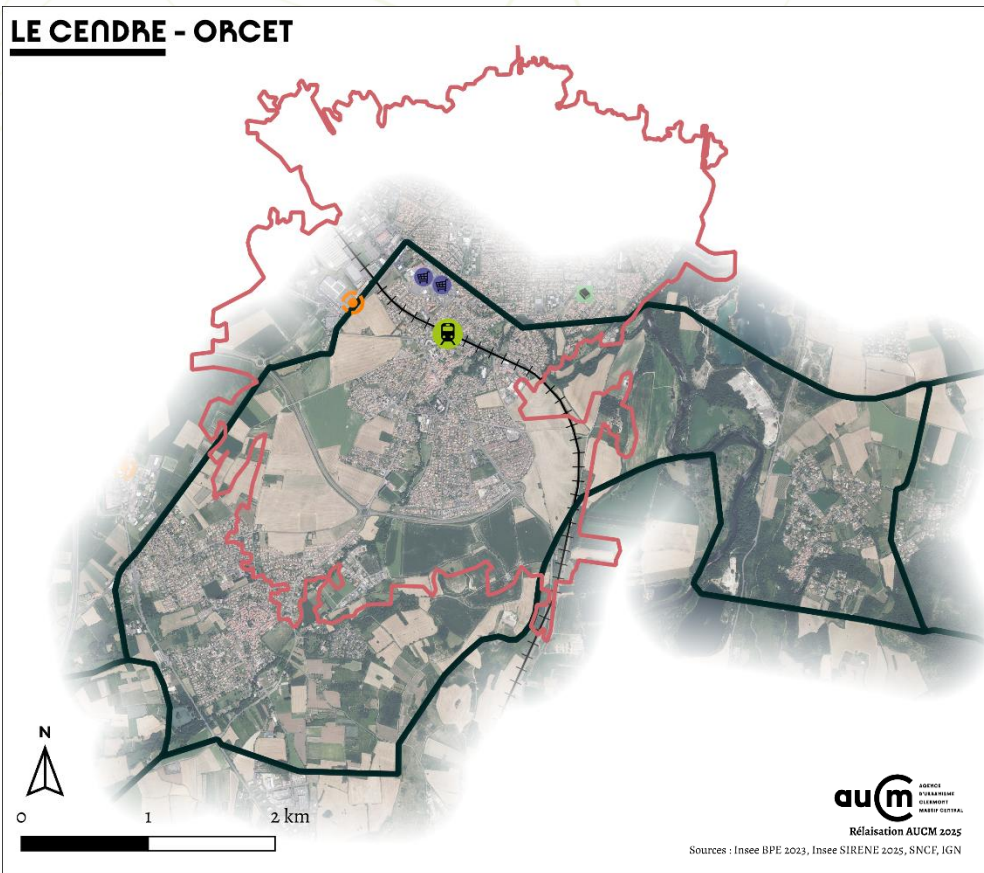 LE CENDRE - ORCET
N
0 1 2 km
aucm
AGENCE
D'URBANISME
CLERMONT
MASSIF CENTRAL
Rélaisation AUCM 2025
Sources : Insee BPE 2023, Insee SIRENE 2025, SNCF, IGN